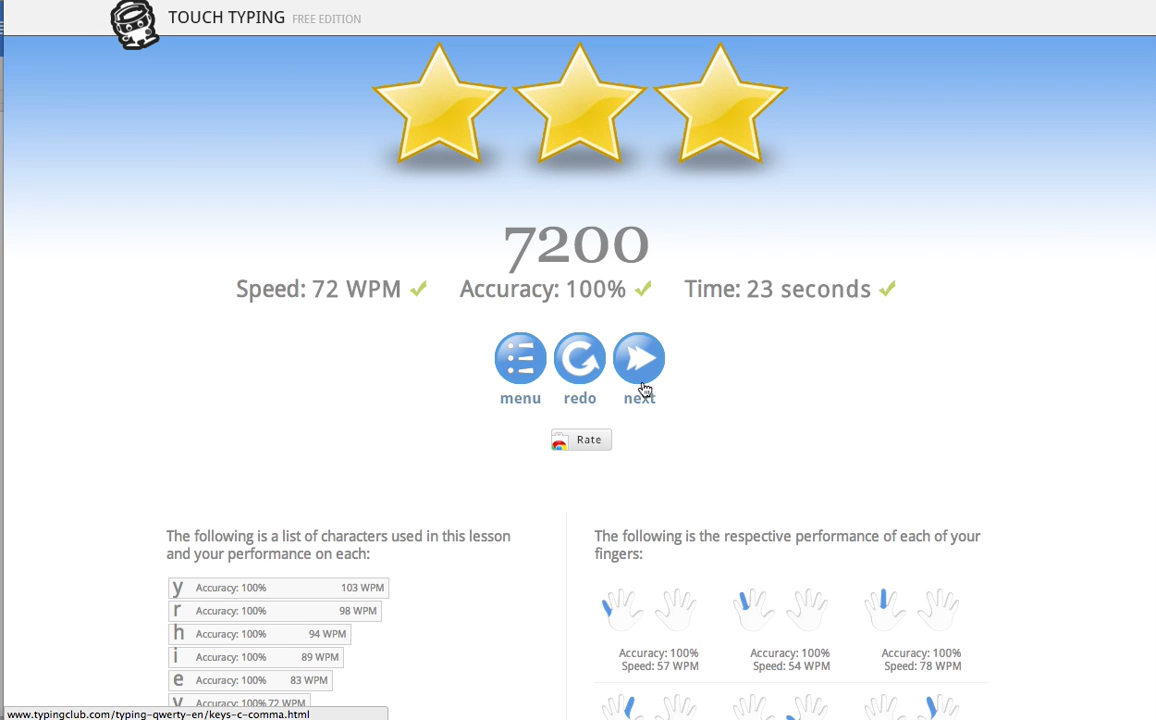 TOUCH TYPING FREE EDITION
7200
Speed: 72 WPM Accuracy: 100% Time: 23 seconds
menu redo next
Rate
The following is a list of characters used in this lesson
and your performance on each:
y Accuracy: 100% 103 WPM
r Accuracy: 100% 98 WPM
h Accuracy: 100% 94 WPM
i Accuracy: 100% 89 WPM
e Accuracy: 100% 83 WPM
v Accuracy: 100% 72 WPM
The following is the respective performance of each of your
fingers:
Accuracy: 100% Accuracy: 100% Accuracy: 100%
Speed: 57 WPM Speed: 54 WPM Speed: 78 WPM
www.typingclub.com/typing-qwerty-en/keys-c-comma.html